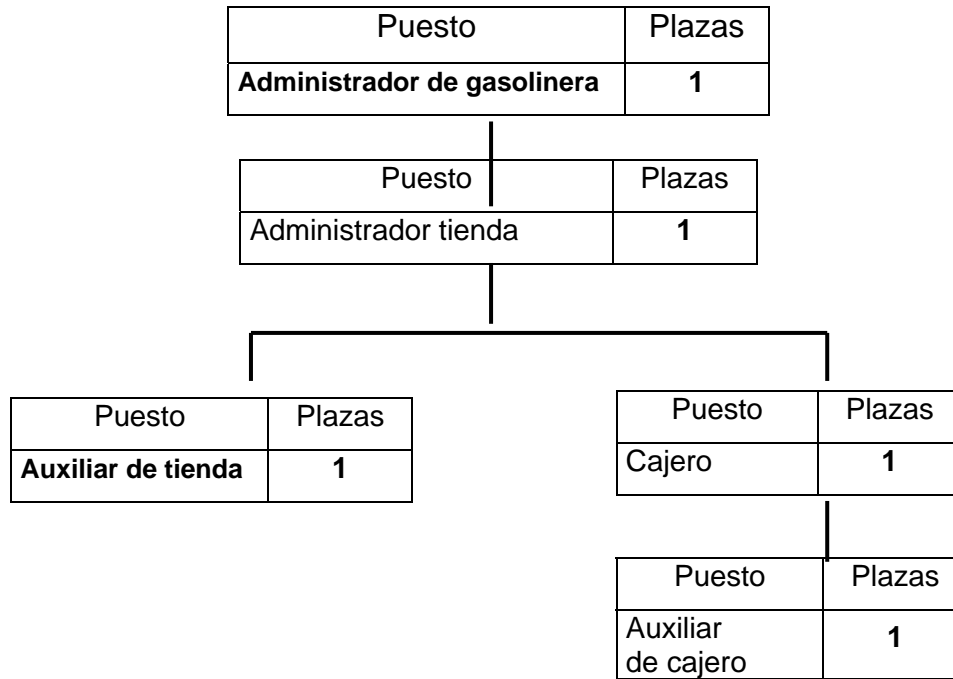 Puesto Plazas
Administrador de gasolinera 1
Puesto Plazas
Administrador tienda 1
Puesto Plazas
Auxiliar de tienda 1
Puesto Plazas
Cajero 1
Puesto Plazas
Auxiliar
de cajero 1